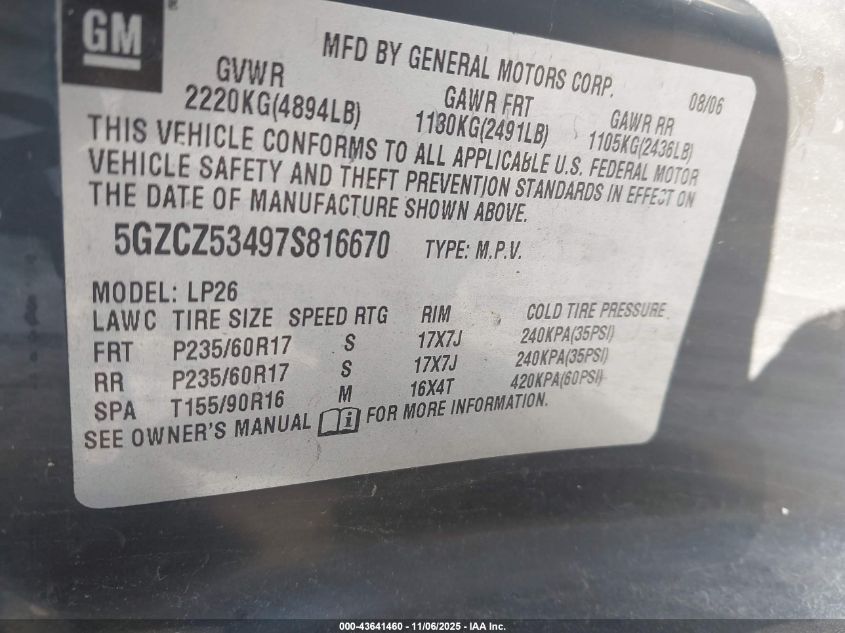 GM
MFD BY GENERAL MOTORS CORP.
08/06
GVWR
GAWR FRT
GAWR RR
2220KG(4894LB)
1130KG(2491LB)
1105KG(2436LB)
THIS VEHICLE CONFORMS TO ALL APPLICABLE U.S. FEDERAL MOTOR
VEHICLE SAFETY AND THEFT PREVENTION STANDARDS IN EFFECT ON
THE DATE OF MANUFACTURE SHOWN ABOVE.
5GZCZ53497S816670 TYPE: M.P.V.
MODEL: LP26
LAWC TIRE SIZE SPEED RTG RIM COLD TIRE PRESSURE
FRT P235/60R17 S 17X7J 240KPA(35PSI)
RR P235/60R17 S 17X7J 240KPA(35PSI)
SPA T155/90R16 M 16X4T 420KPA(60PSI)
SEE OWNER'S MANUAL FOR MORE INFORMATION.
000-43641460 - 11/06/2025 - IAA Inc.